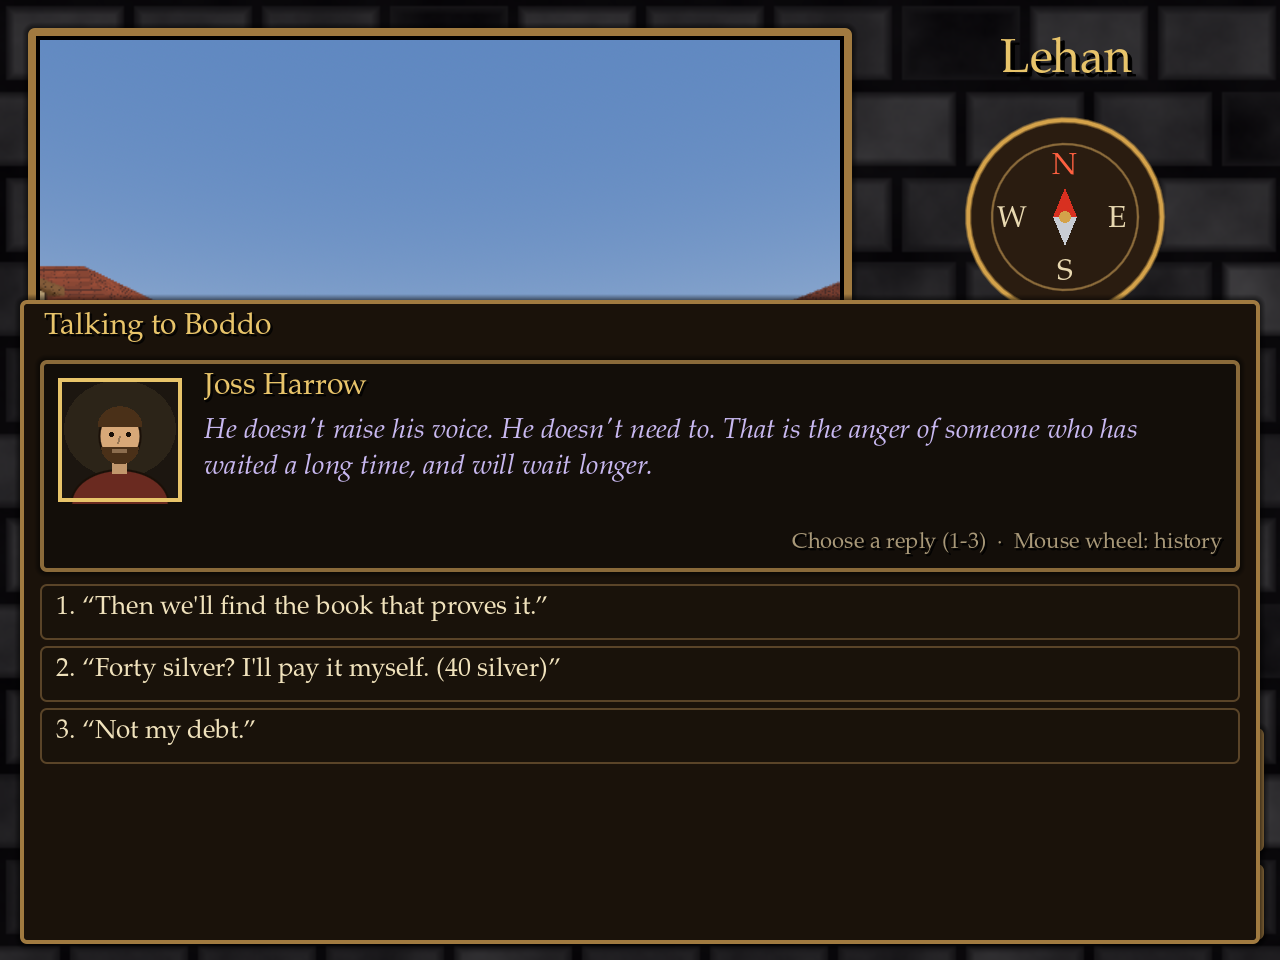 Lehan
N
W E
S
Talking to Boddo
Joss Harrow
He doesn't raise his voice. He doesn't need to. That is the anger of someone who has
waited a long time, and will wait longer.
Choose a reply (1-3) · Mouse wheel: history
1. “Then we'll find the book that proves it.”
2. “Forty silver? I'll pay it myself. (40 silver)”
3. “Not my debt.”